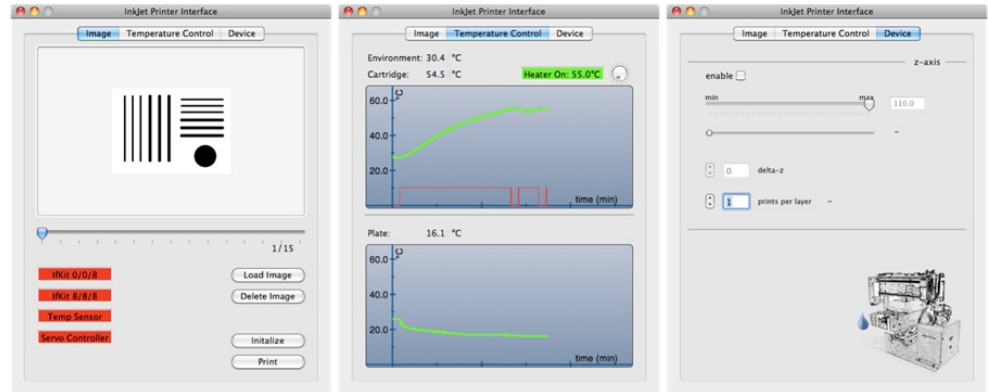 InkJet Printer Interface
Image Temperature Control Device
1/15
IfKit 0/0/8
Load Image
IfKit 8/8/8
Delete Image
Temp Sensor
Servo Controller
Initalize
Print
InkJet Printer Interface
Image Temperature Control Device
Environment: 30.4 °C
Cartridge: 54.5 °C Heater On: 55.0°C
°C
60.0
40.0
20.0
time (min)
Plate: 16.1 °C
°C
60.0
40.0
20.0
time (min)
InkJet Printer Interface
Image Temperature Control Device
z-axis
enable
min max 110.0
-
0 delta-z
1 prints per layer -